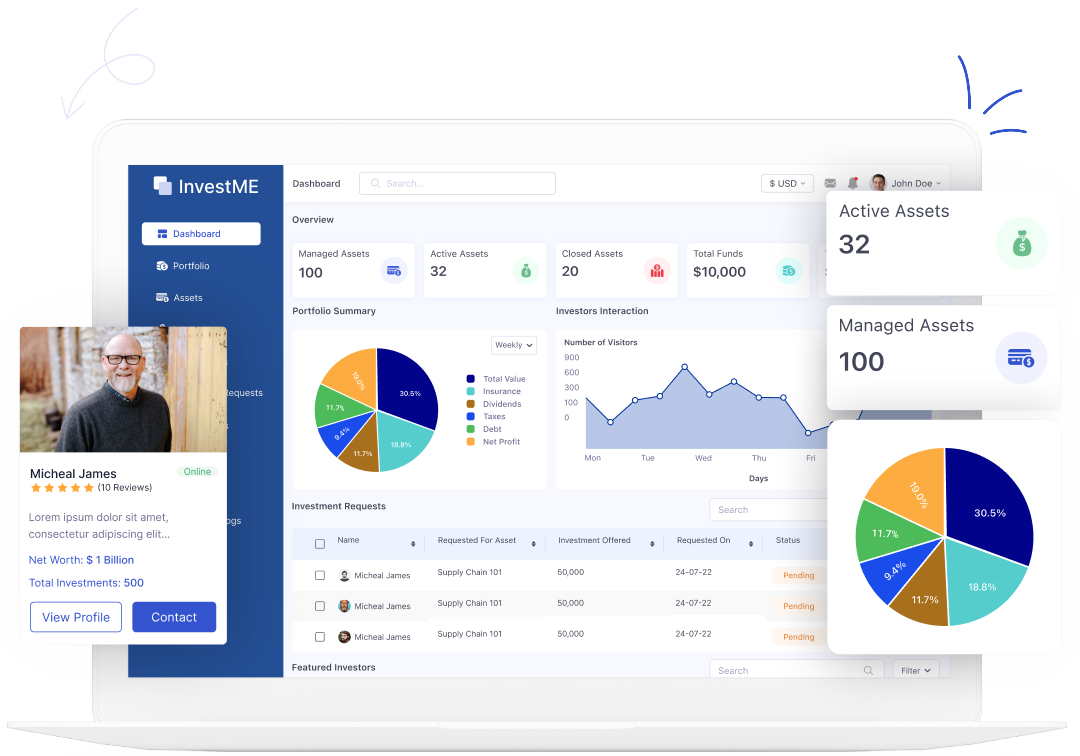 InvestME
Dashboard
Search...
$ USD
John Doe
Dashboard
Portfolio
Assets
Overview
Managed Assets
100
Active Assets
32
Closed Assets
20
Total Funds
$10,000
Active Assets
32
Managed Assets
100
Portfolio Summary
Weekly
30.5%
18.8%
11.7%
9.4%
11.7%
19.0%
Total Value
Insurance
Dividends
Taxes
Debt
Net Profit
Investors Interaction
Number of Visitors
900
600
300
100
0
Mon
Tue
Wed
Thu
Fri
Days
30.5%
18.8%
11.7%
9.4%
11.7%
19.0%
Micheal James
Online
(10 Reviews)
Lorem ipsum dolor sit amet,
consectetur adipiscing elit...
Net Worth: $ 1 Billion
Total Investments: 500
View Profile
Contact
Investment Requests
Search
Name
Requested For Asset
Investment Offered
Requested On
Status
Micheal James
Supply Chain 101
50,000
24-07-22
Pending
Micheal James
Supply Chain 101
50,000
24-07-22
Pending
Micheal James
Supply Chain 101
50,000
24-07-22
Pending
Featured Investors
Search
Filter